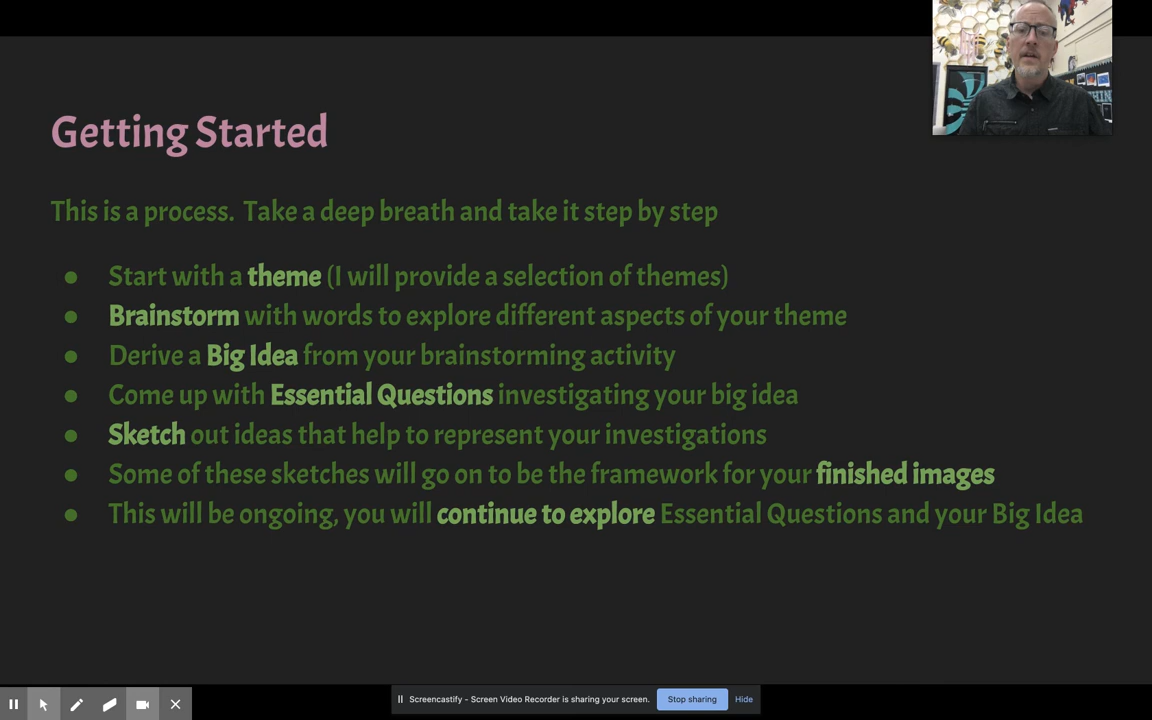 Getting Started
This is a process.  Take a deep breath and take it step by step
● Start with a theme (I will provide a selection of themes)
● Brainstorm with words to explore different aspects of your theme
● Derive a Big Idea from your brainstorming activity
● Come up with Essential Questions investigating your big idea
● Sketch out ideas that help to represent your investigations
● Some of these sketches will go on to be the framework for your finished images
● This will be ongoing, you will continue to explore Essential Questions and your Big Idea
Screencastify - Screen Video Recorder is sharing your screen. Stop sharing Hide